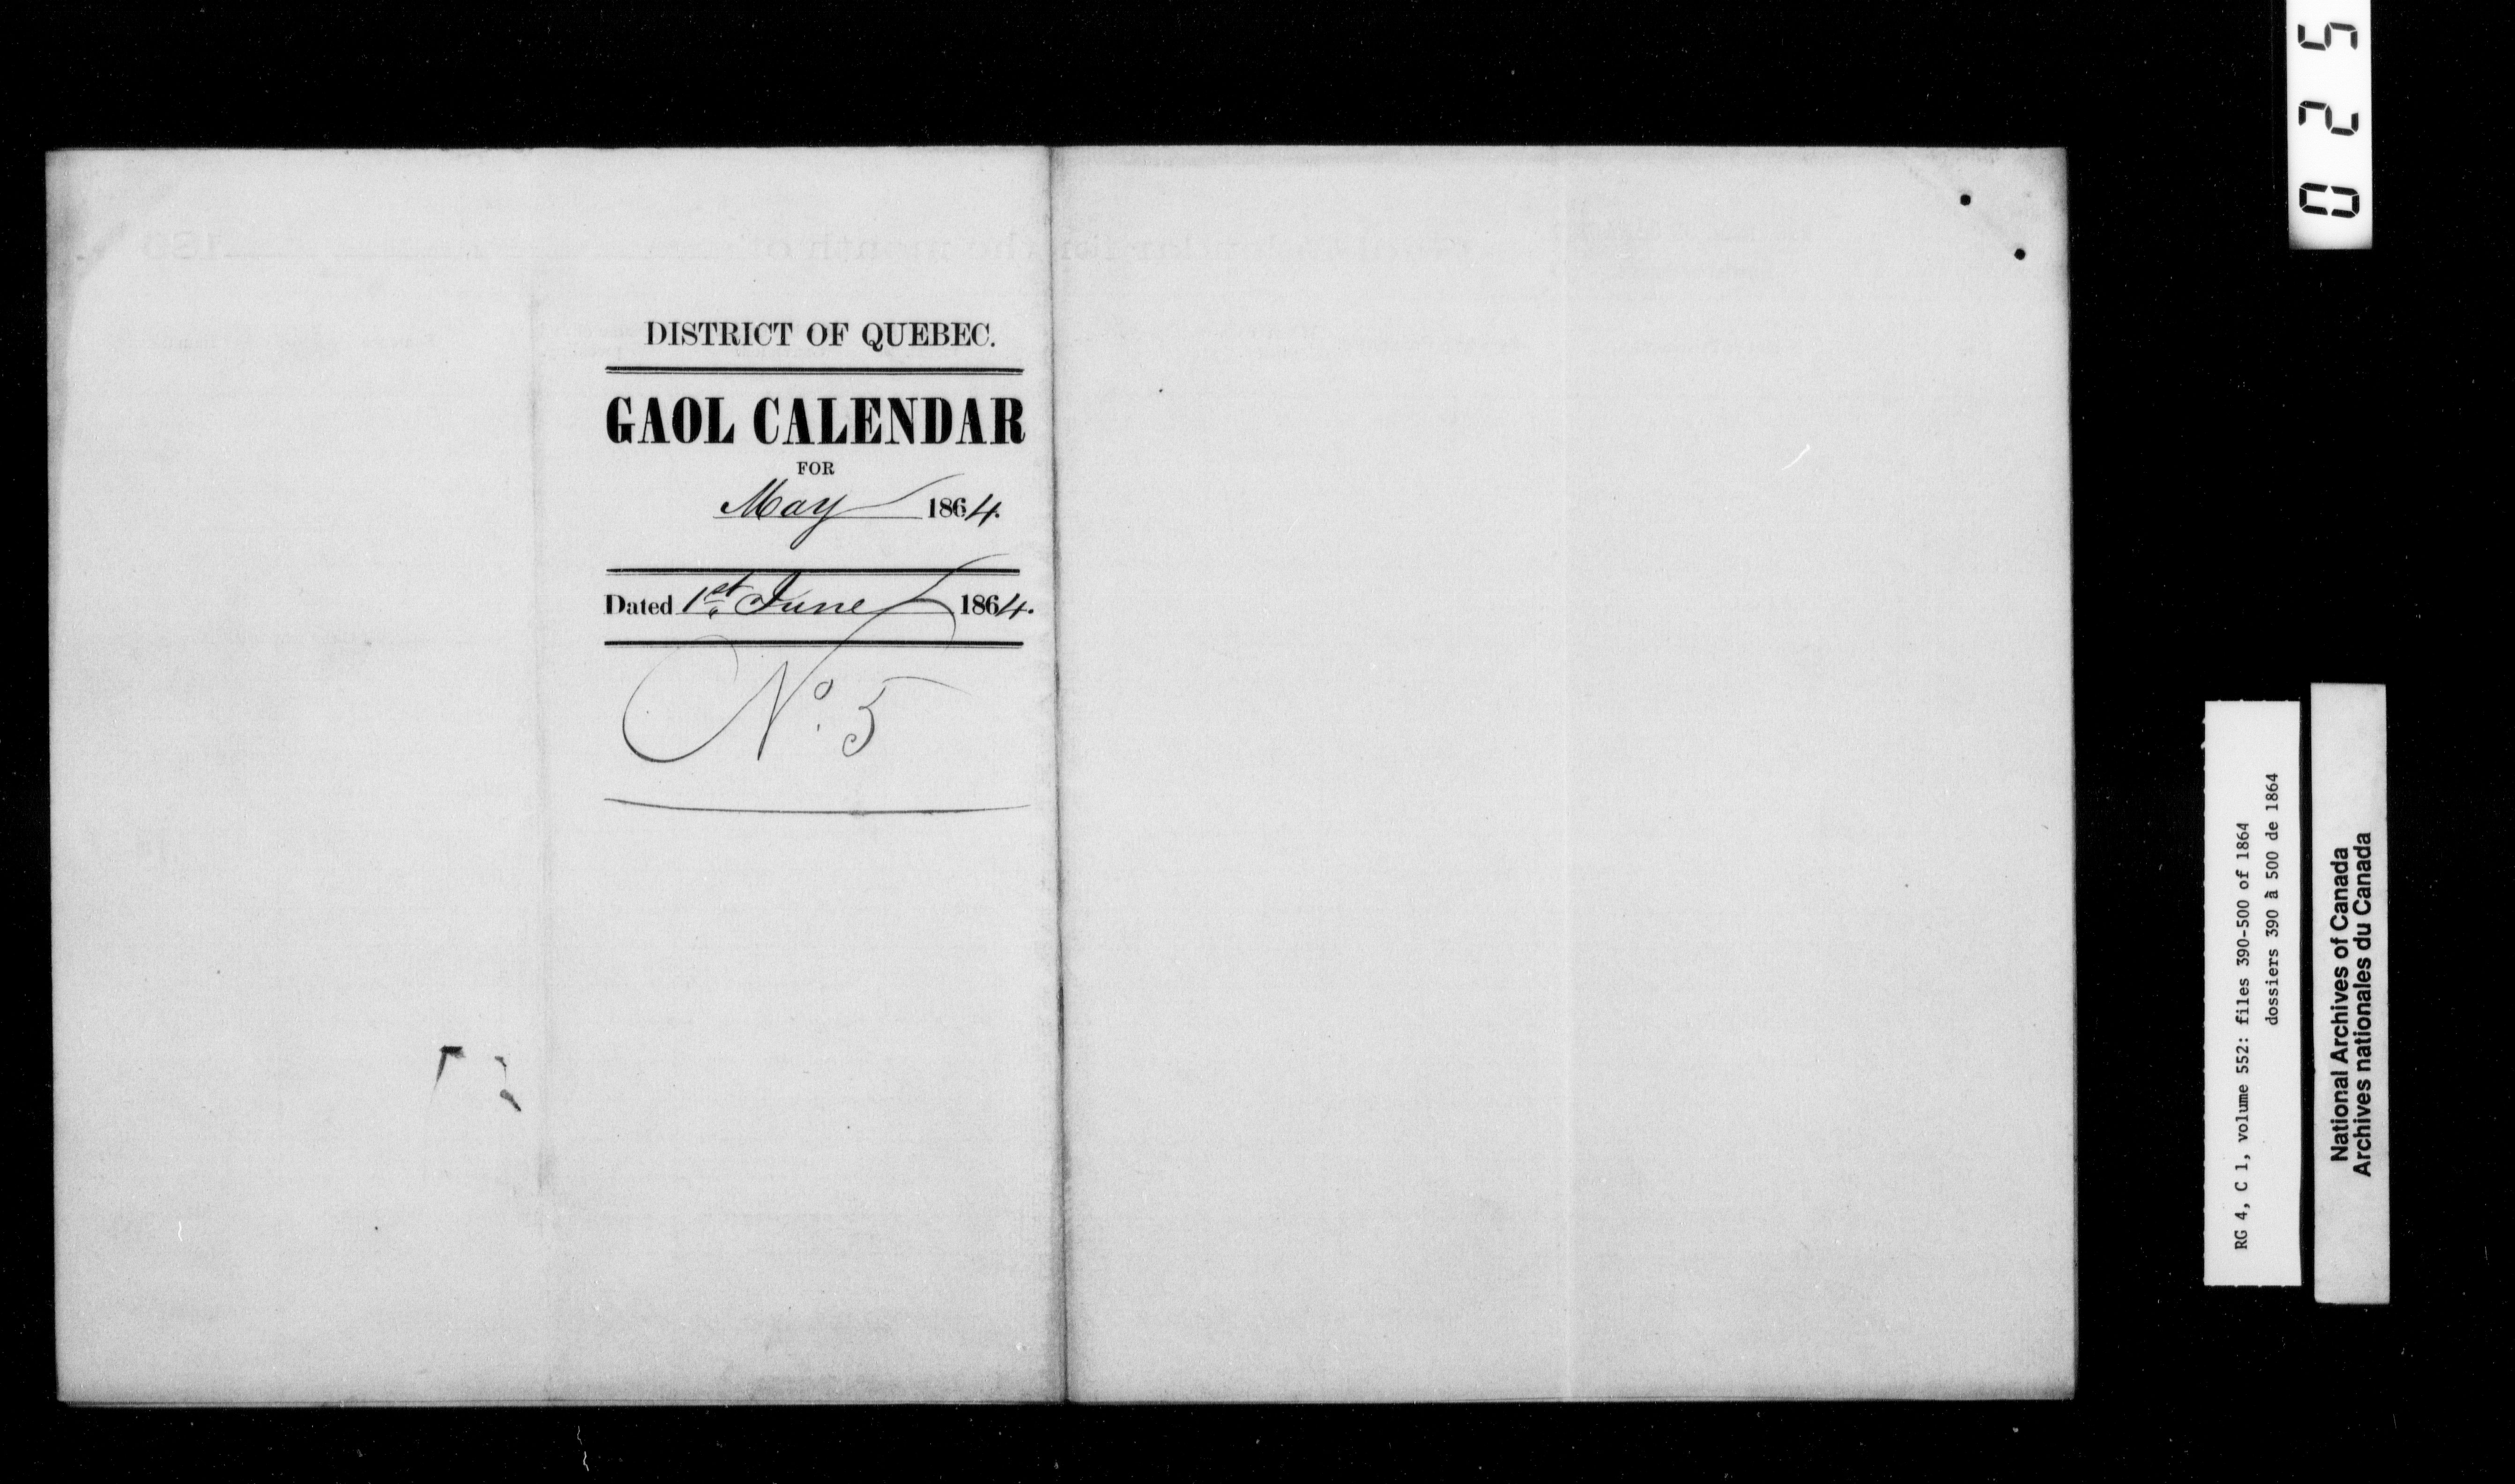 DISTRICT OF QUEBEC.
GAOL CALENDAR
FOR
May 1864.
Dated 1st June 1864.
No. 5
025
RG 4, C 1, volume 552: files 390-500 of 1864
dossiers 390 à 500 de 1864
National Archives of Canada
Archives nationales du Canada